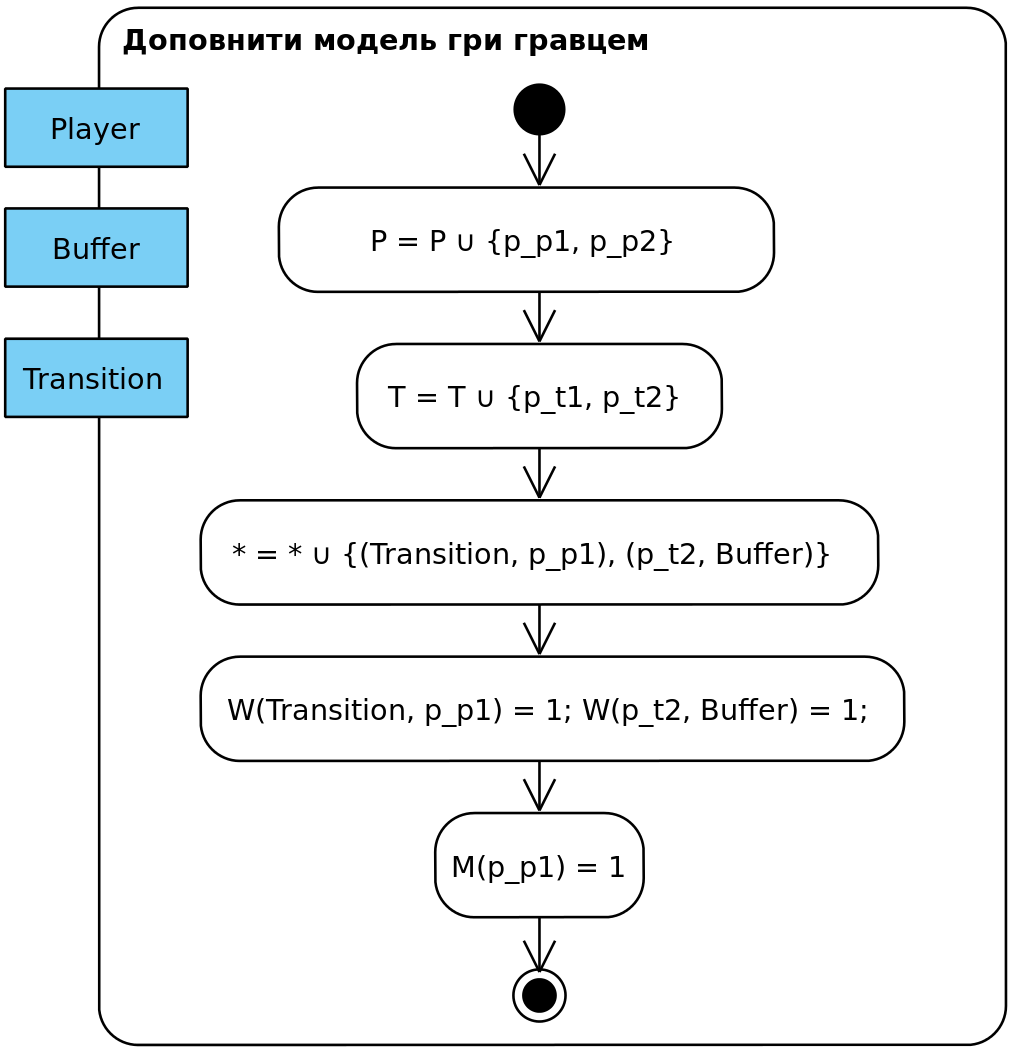 Доповнити модель гри гравцем
Player
Buffer
Transition
P = P ∪ {p_p1, p_p2}
T = T ∪ {p_t1, p_t2}
* = * ∪ {(Transition, p_p1), (p_t2, Buffer)}
W(Transition, p_p1) = 1; W(p_t2, Buffer) = 1;
M(p_p1) = 1